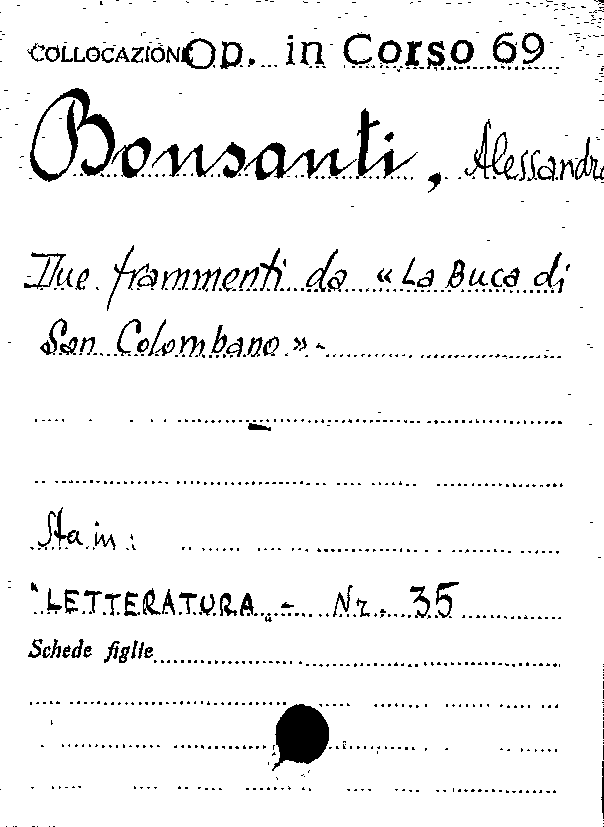 COLLOCAZIONE Op. in Corso 69
Bonsanti, Alessandro
Due frammenti da «La Buca di
San Colombano»-
Sta in:
"LETTERATURA„- Nr. 35
Schede figlie